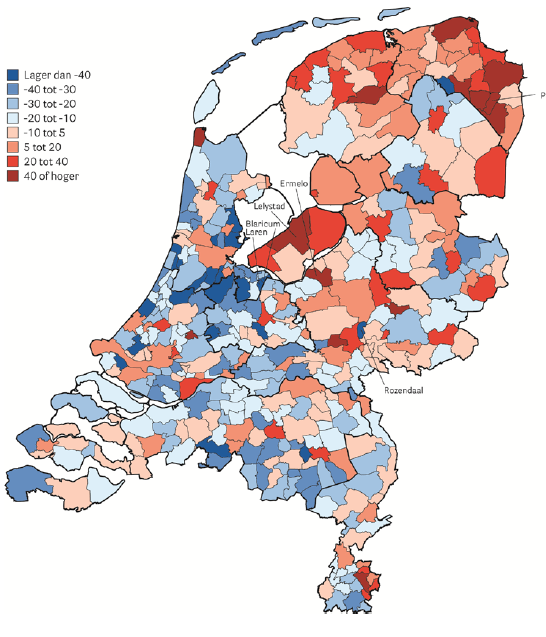 Lager dan -40
-40 tot -30
-30 tot -20
-20 tot -10
-10 tot 5
5 tot 20
20 tot 40
40 of hoger
P
Ermelo
Lelystad
Blaricum
Laren
Rozendaal